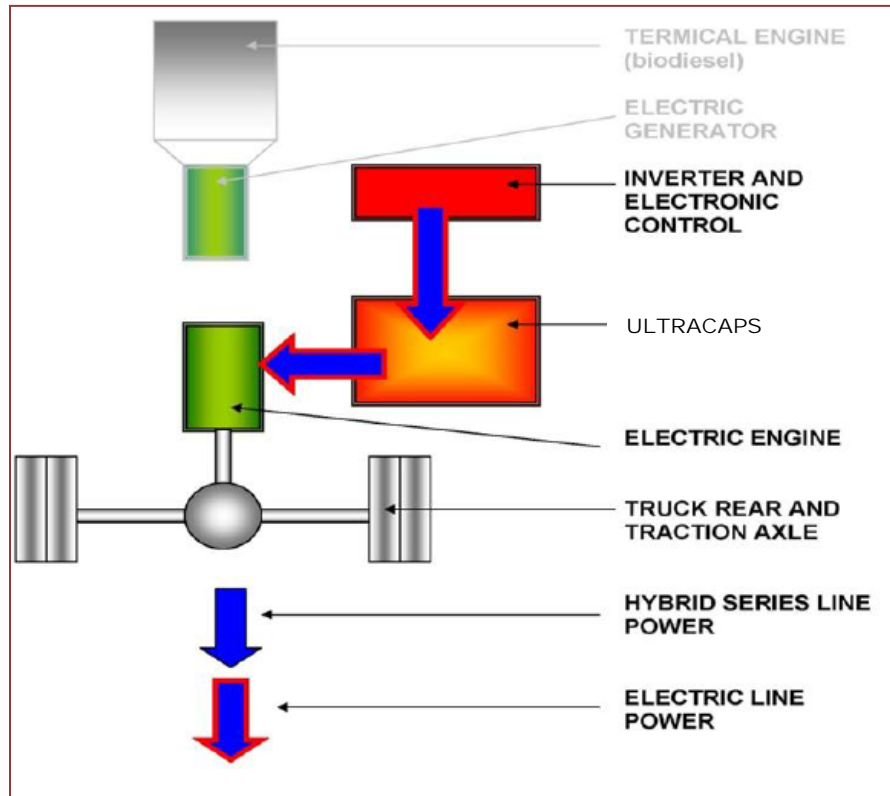 TERMICAL ENGINE
(biodiesel)
ELECTRIC
GENERATOR
INVERTER AND
ELECTRONIC
CONTROL
ULTRACAPS
ELECTRIC ENGINE
TRUCK REAR AND
TRACTION AXLE
HYBRID SERIES LINE
POWER
ELECTRIC LINE
POWER